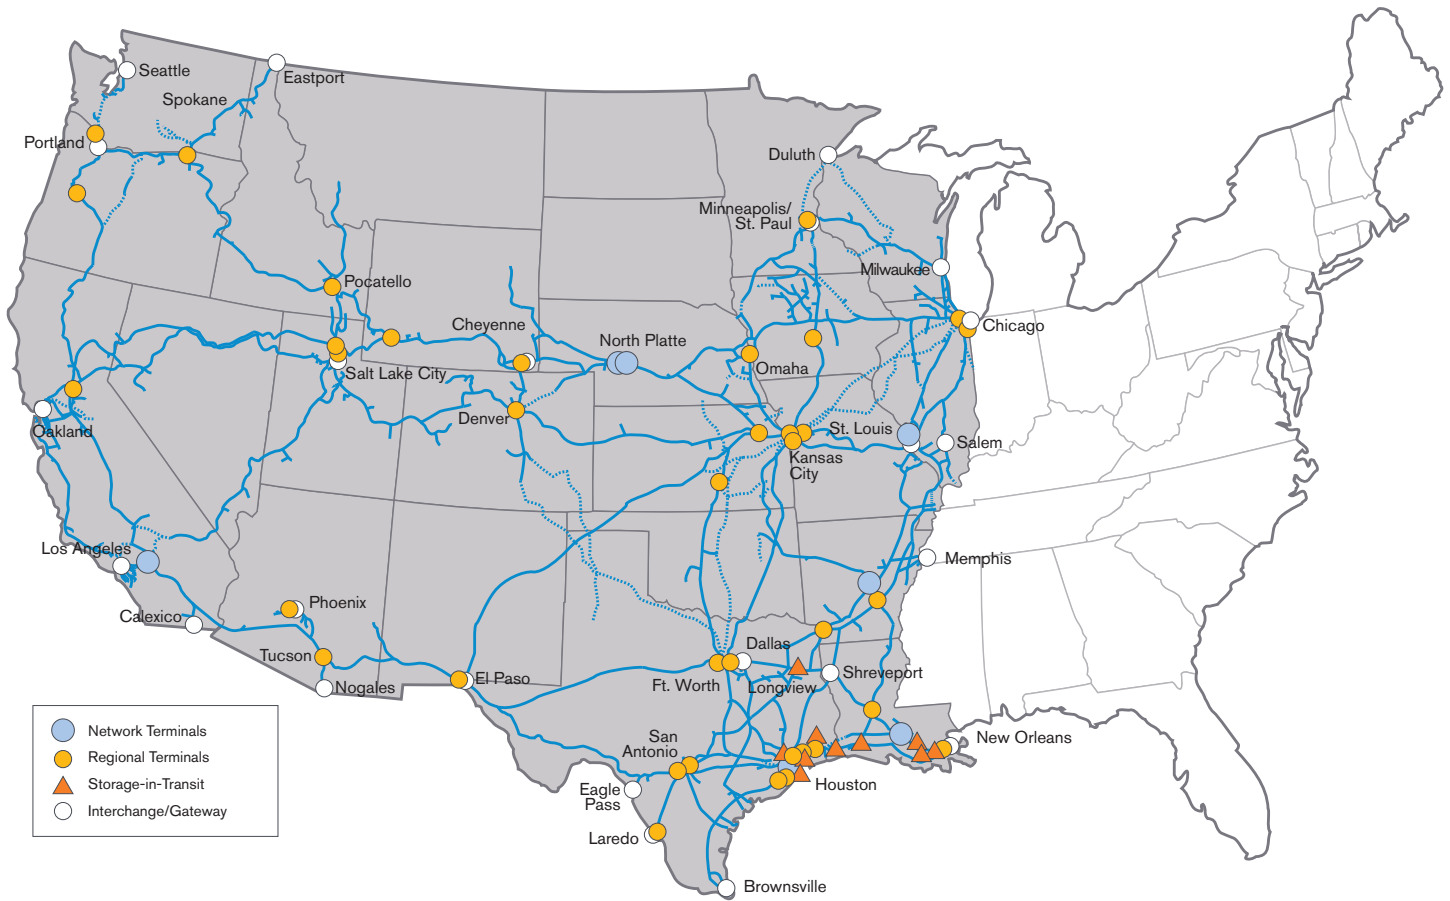 Seattle
Eastport
Spokane
Portland
Duluth
Minneapolis/
St. Paul
Milwaukee
Pocatello
Cheyenne
North Platte
Chicago
Salt Lake City
Omaha
Denver
Oakland
St. Louis
Salem
Kansas
City
Los Angeles
Memphis
Phoenix
Calexico
Dallas
Tucson
Shreveport
El Paso
Ft. Worth
Longview
Nogales
San
Antonio
New Orleans
Houston
Eagle
Pass
Laredo
Brownsville
Network Terminals
Regional Terminals
Storage-in-Transit
Interchange/Gateway